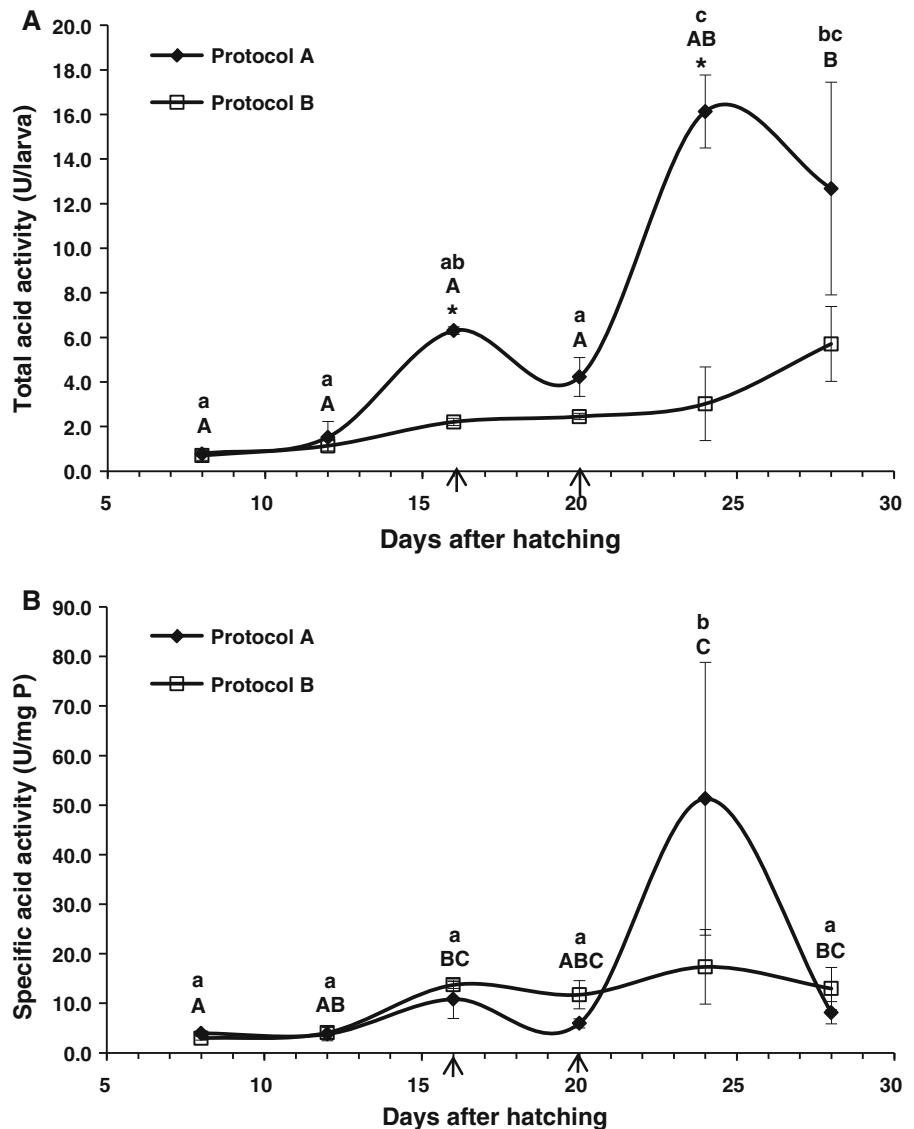 A
Total acid activity (U/larva)
20.0
18.0
16.0
14.0
12.0
10.0
8.0
6.0
4.0
2.0
0.0
Protocol A
Protocol B
a
A
a
A
ab
A
*
a
A
c
AB
*
bc
B
5
10
15
20
25
30
Days after hatching
B
Specific acid activity (U/mg P)
90.0
80.0
70.0
60.0
50.0
40.0
30.0
20.0
10.0
0.0
Protocol A
Protocol B
a
A
a
AB
a
BC
a
ABC
b
C
a
BC
5
10
15
20
25
30
Days after hatching